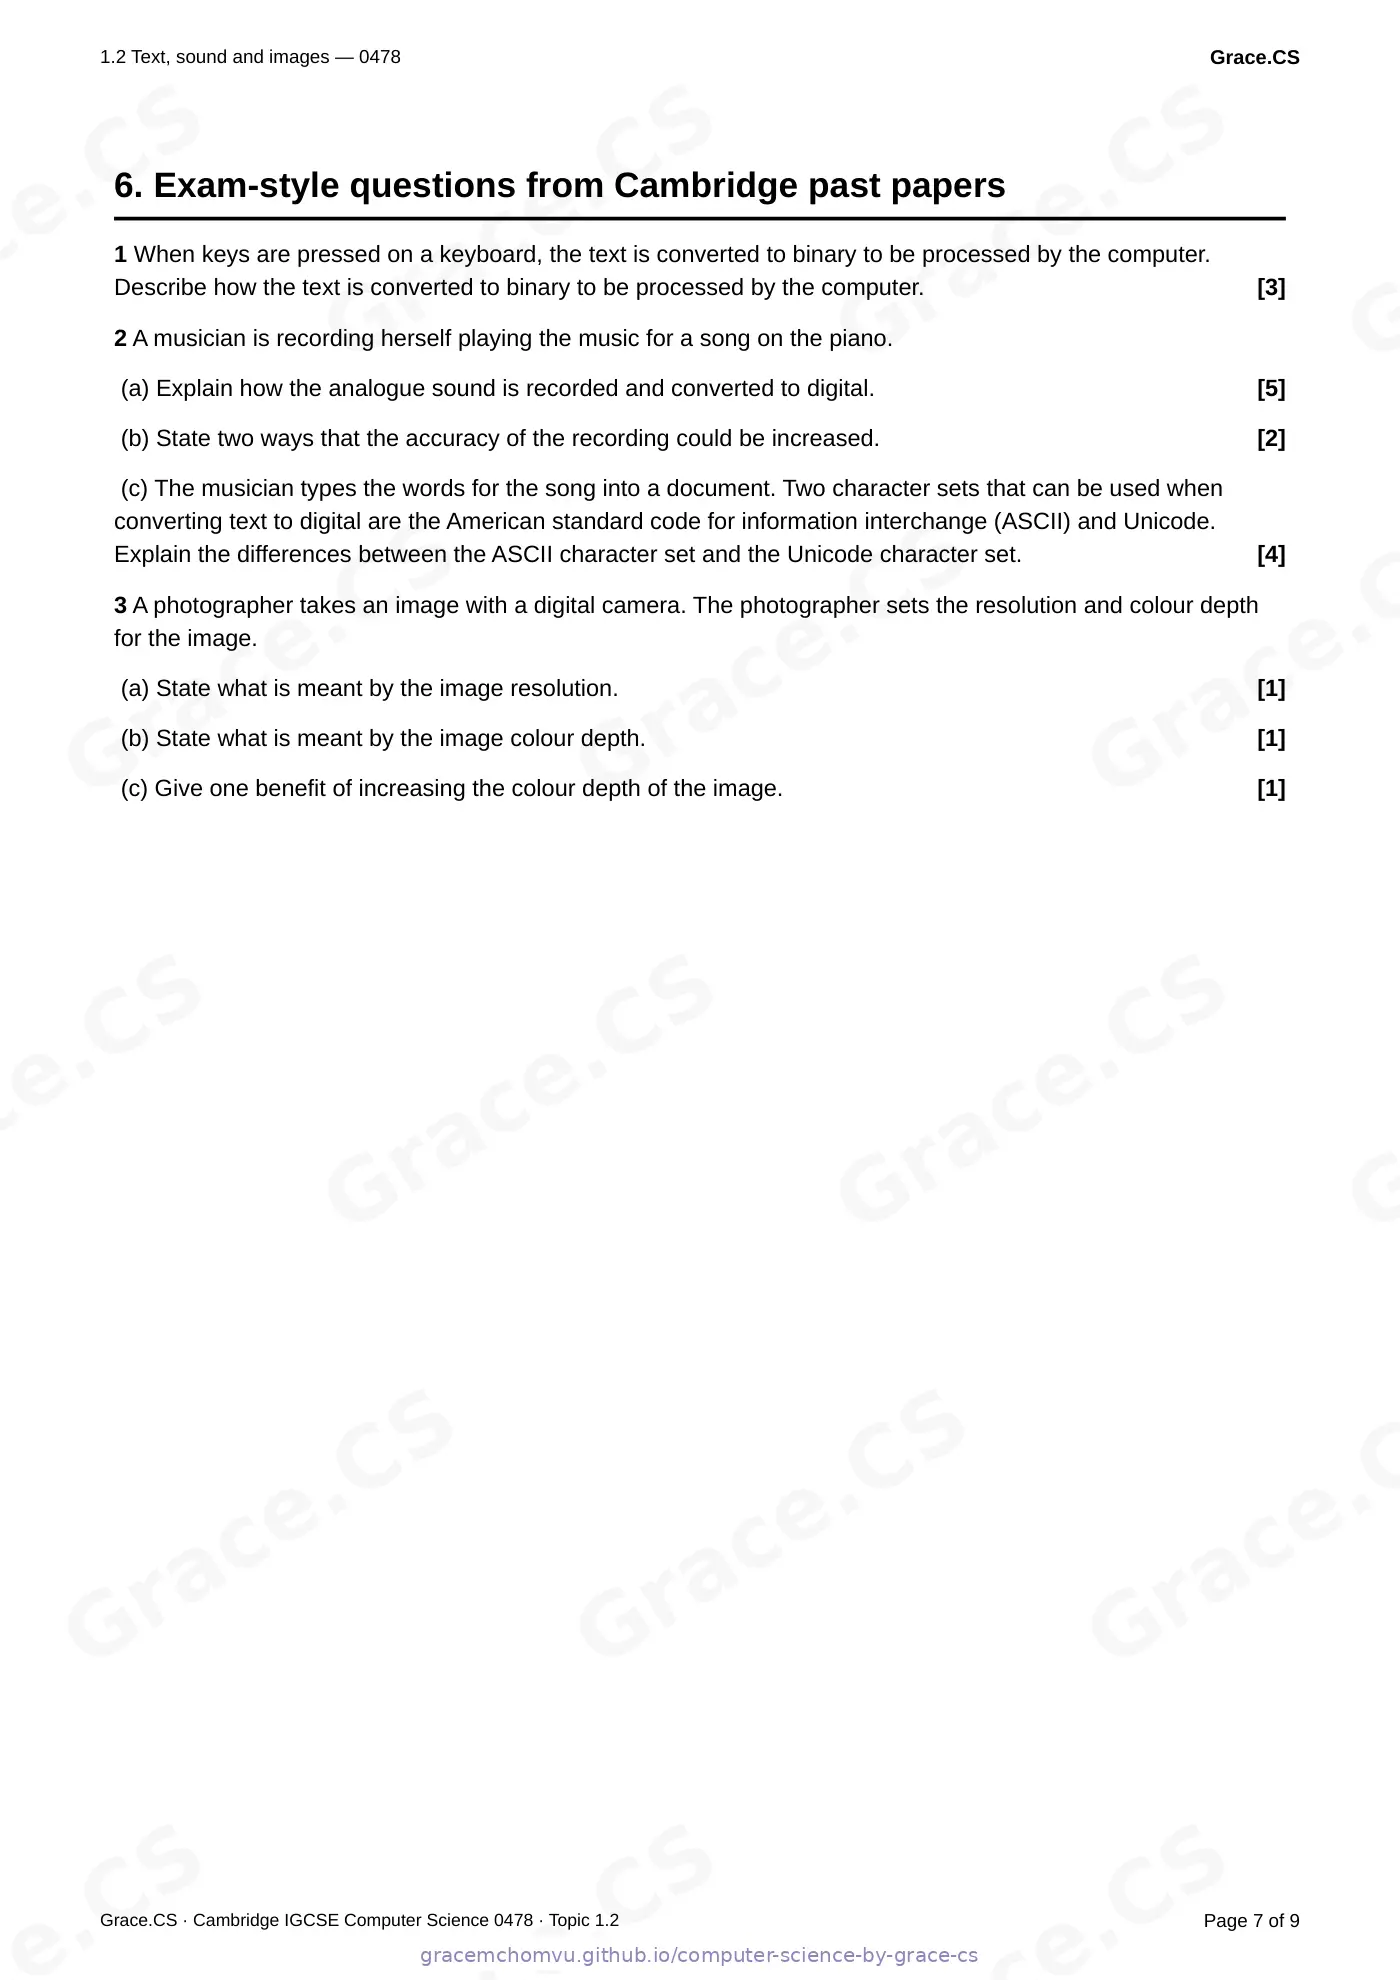 1.2 Text, sound and images — 0478
Grace.CS
6. Exam-style questions from Cambridge past papers
1 When keys are pressed on a keyboard, the text is converted to binary to be processed by the computer.
Describe how the text is converted to binary to be processed by the computer. [3]
2 A musician is recording herself playing the music for a song on the piano.
(a) Explain how the analogue sound is recorded and converted to digital. [5]
(b) State two ways that the accuracy of the recording could be increased. [2]
(c) The musician types the words for the song into a document. Two character sets that can be used when
converting text to digital are the American standard code for information interchange (ASCII) and Unicode.
Explain the differences between the ASCII character set and the Unicode character set. [4]
3 A photographer takes an image with a digital camera. The photographer sets the resolution and colour depth
for the image.
(a) State what is meant by the image resolution. [1]
(b) State what is meant by the image colour depth. [1]
(c) Give one benefit of increasing the colour depth of the image. [1]
Grace.CS · Cambridge IGCSE Computer Science 0478 · Topic 1.2
Page 7 of 9
gracemchomvu.github.io/computer-science-by-grace-cs